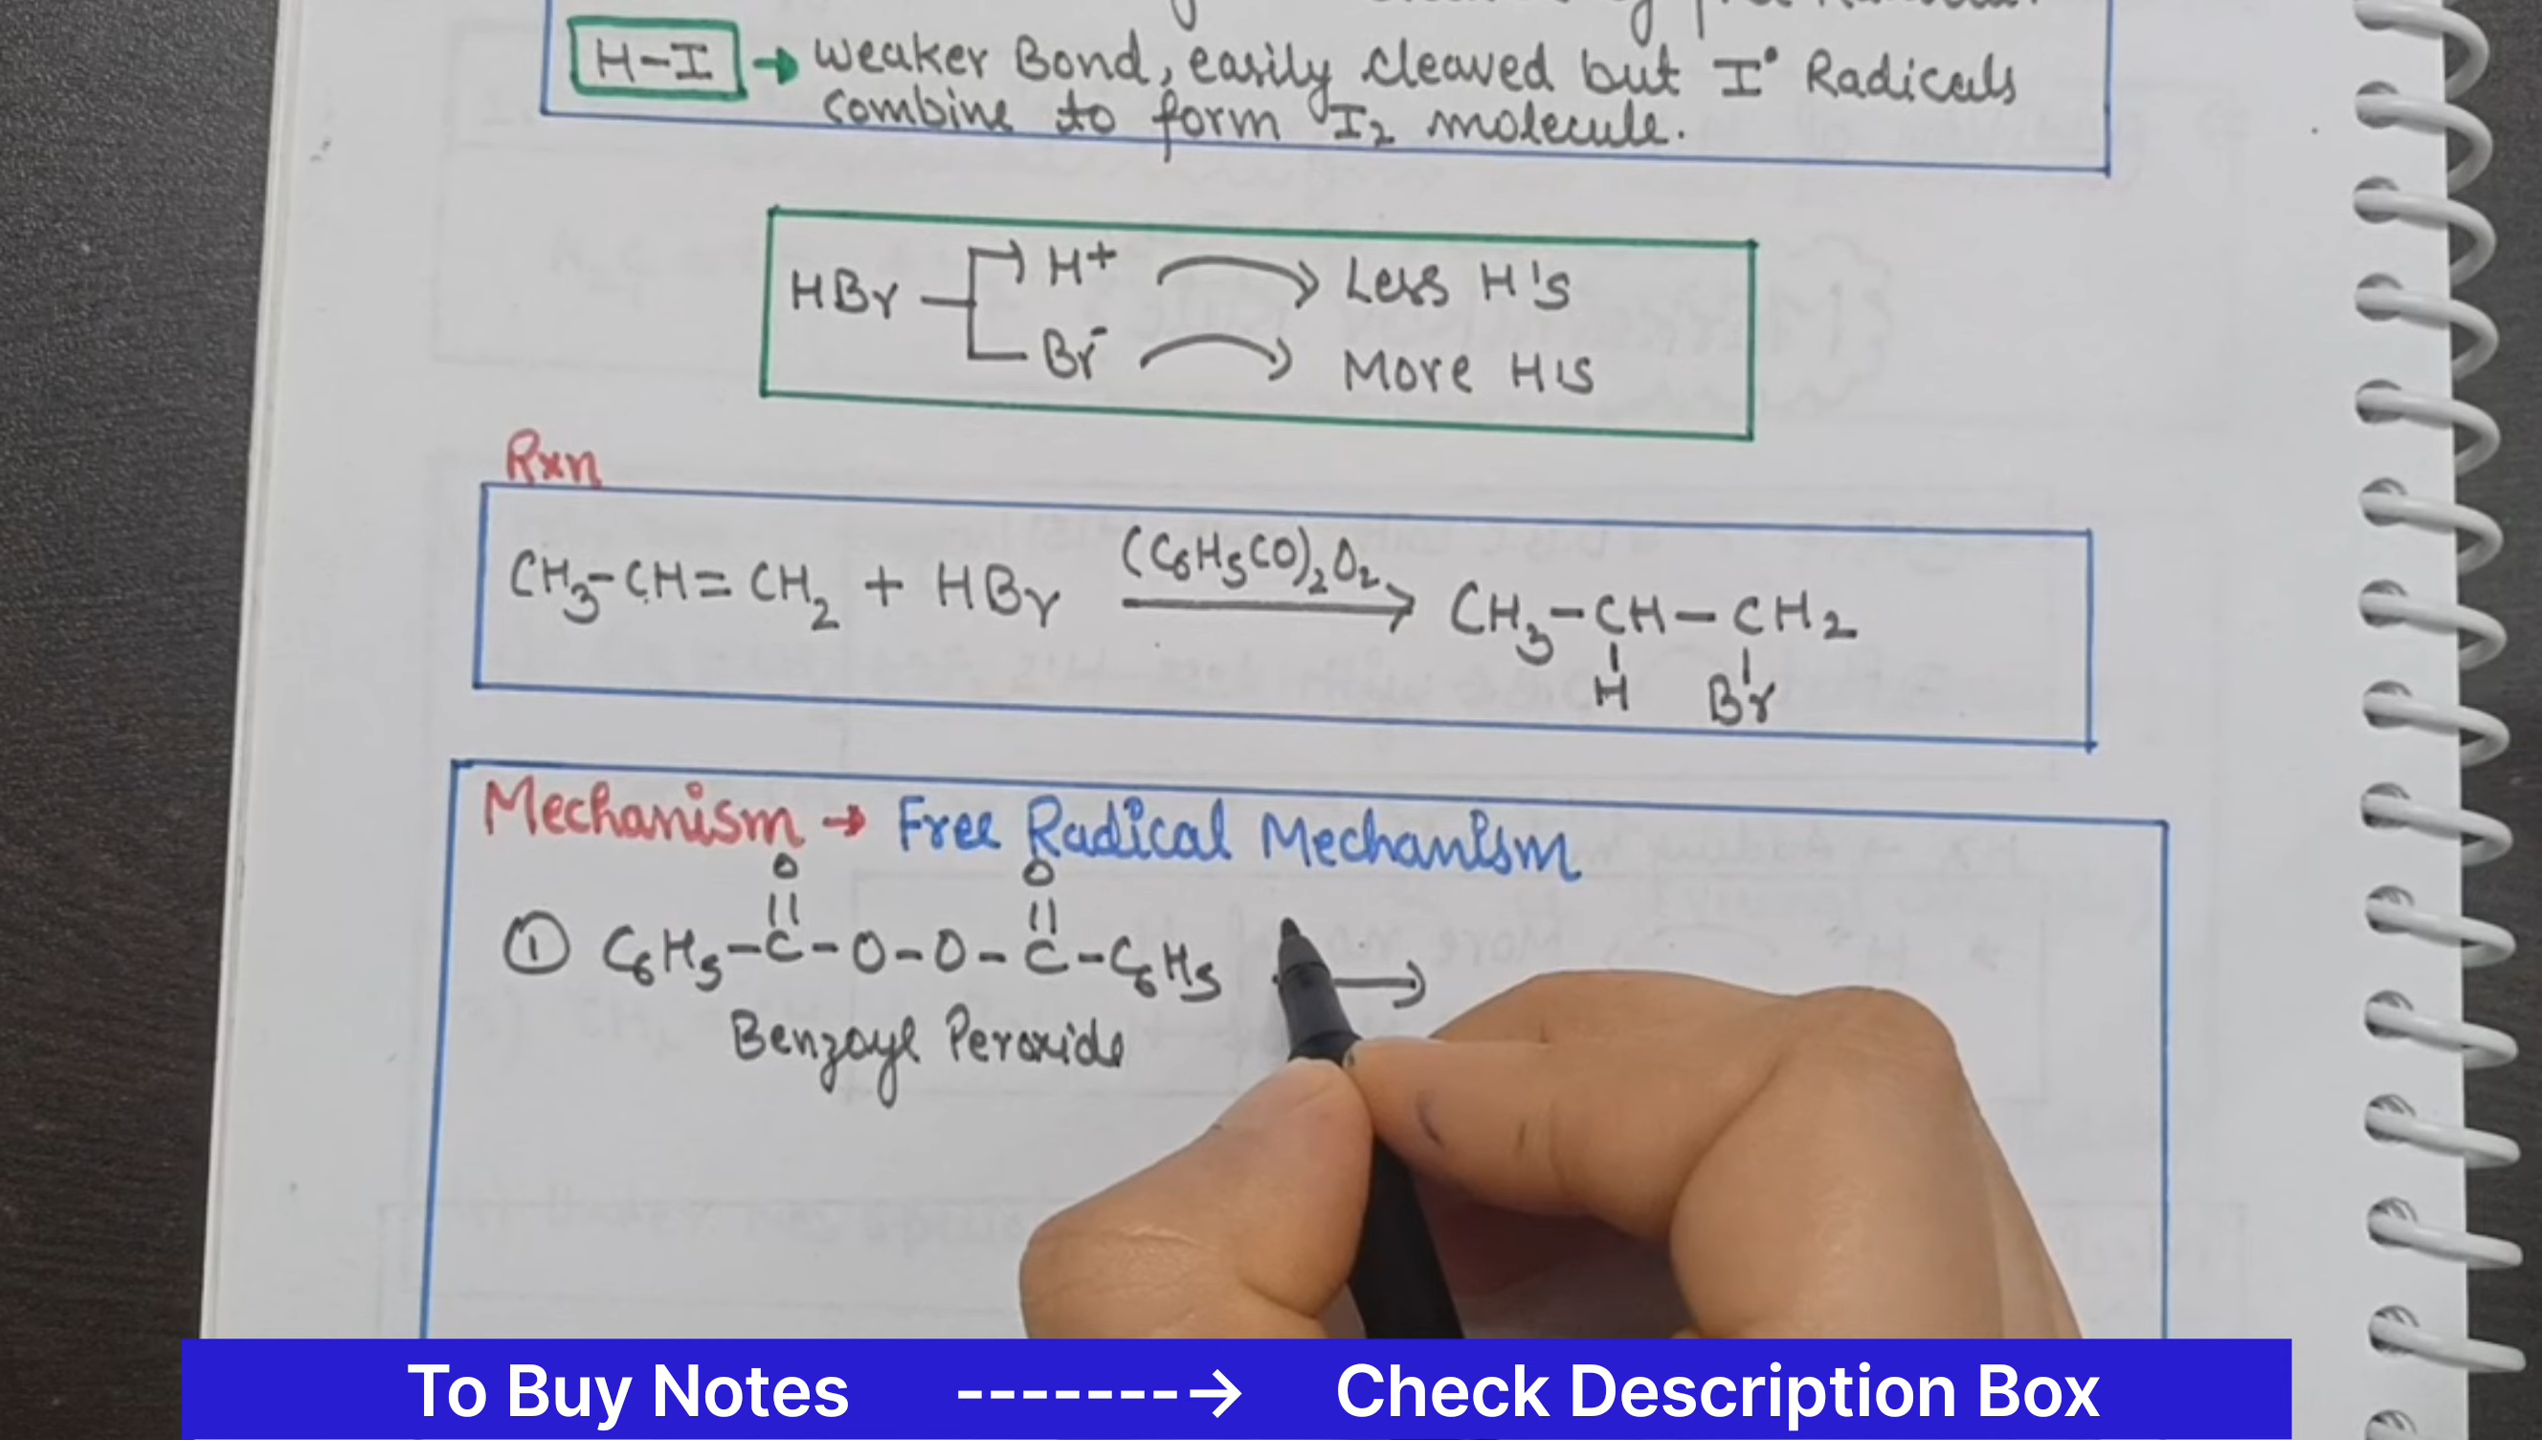 H-I → weaker Bond, easily cleaved but I• Radicals
combine to form I₂ molecule.
HBr H+ Less H's
Br⁻ More H's
Rxn
CH₃-CH=CH₂ + HBr (C₆H₅CO)₂O₂ → CH₃-CH-CH₂
H Br
Mechanism → Free Radical Mechanism
O O
① C₆H₅-C-O-O-C-C₆H₅ →
Benzoyl Peroxide
To Buy Notes -------→ Check Description Box